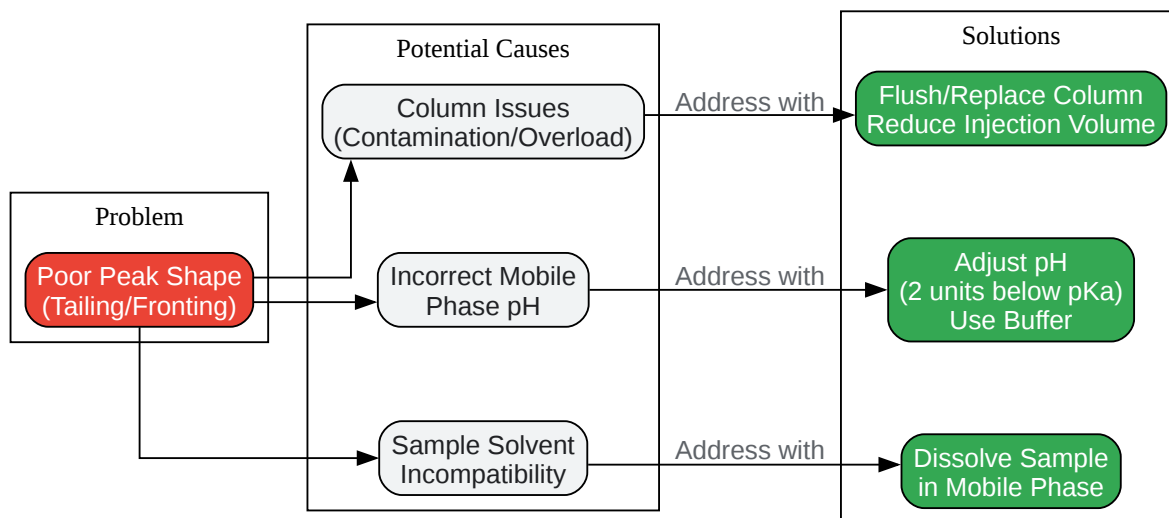 Problem
Poor Peak Shape
(Tailing/Fronting)
Potential Causes
Column Issues
(Contamination/Overload)
Incorrect Mobile
Phase pH
Sample Solvent
Incompatibility
Address with
Address with
Address with
Solutions
Flush/Replace Column
Reduce Injection Volume
Adjust pH
(2 units below pKa)
Use Buffer
Dissolve Sample
in Mobile Phase